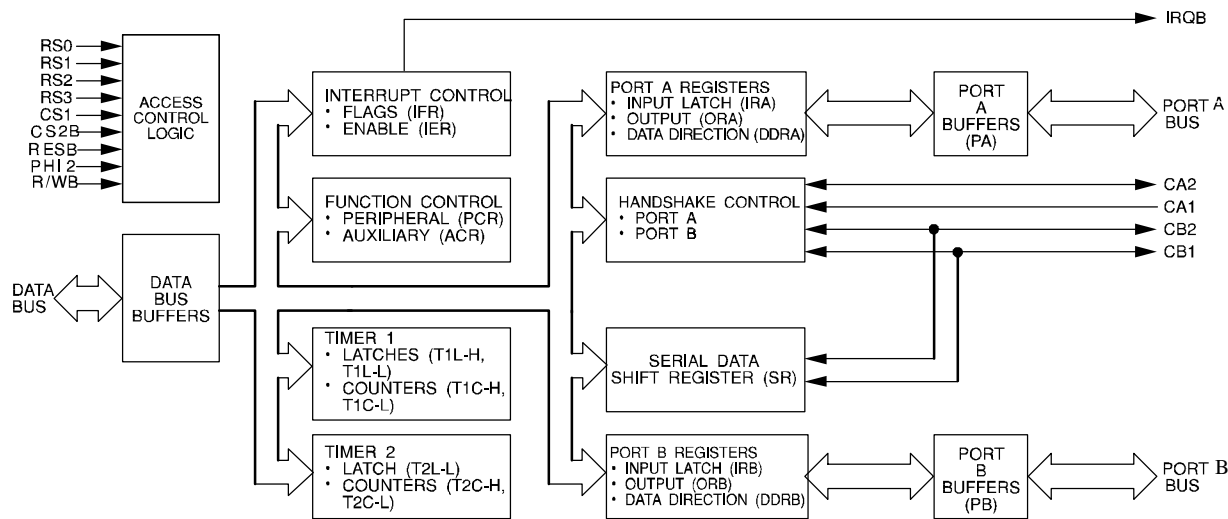 IRQB
RS0
RS1
RS2
RS3
CS1
CS2B
RESB
PHI 2
R/WB
ACCESS
CONTROL
LOGIC
INTERRUPT CONTROL
• FLAGS (IFR)
• ENABLE (IER)
PORT A REGISTERS
• INPUT LATCH (IRA)
• OUTPUT (ORA)
• DATA DIRECTION (DDRA)
PORT
A
BUFFERS
(PA)
PORT A
BUS
FUNCTION CONTROL
• PERIPHERAL (PCR)
• AUXILIARY (ACR)
HANDSHAKE CONTROL
• PORT A
• PORT B
CA2
CA1
CB2
CB1
DATA
BUS
DATA
BUS
BUFFERS
TIMER 1
• LATCHES (T1L-H,
T1L-L)
• COUNTERS (T1C-H,
T1C-L)
SERIAL DATA
SHIFT REGISTER (SR)
TIMER 2
• LATCH (T2L-L)
• COUNTERS (T2C-H,
T2C-L)
PORT B REGISTERS
• INPUT LATCH (IRB)
• OUTPUT (ORB)
• DATA DIRECTION (DDRB)
PORT
B
BUFFERS
(PB)
PORT B
BUS